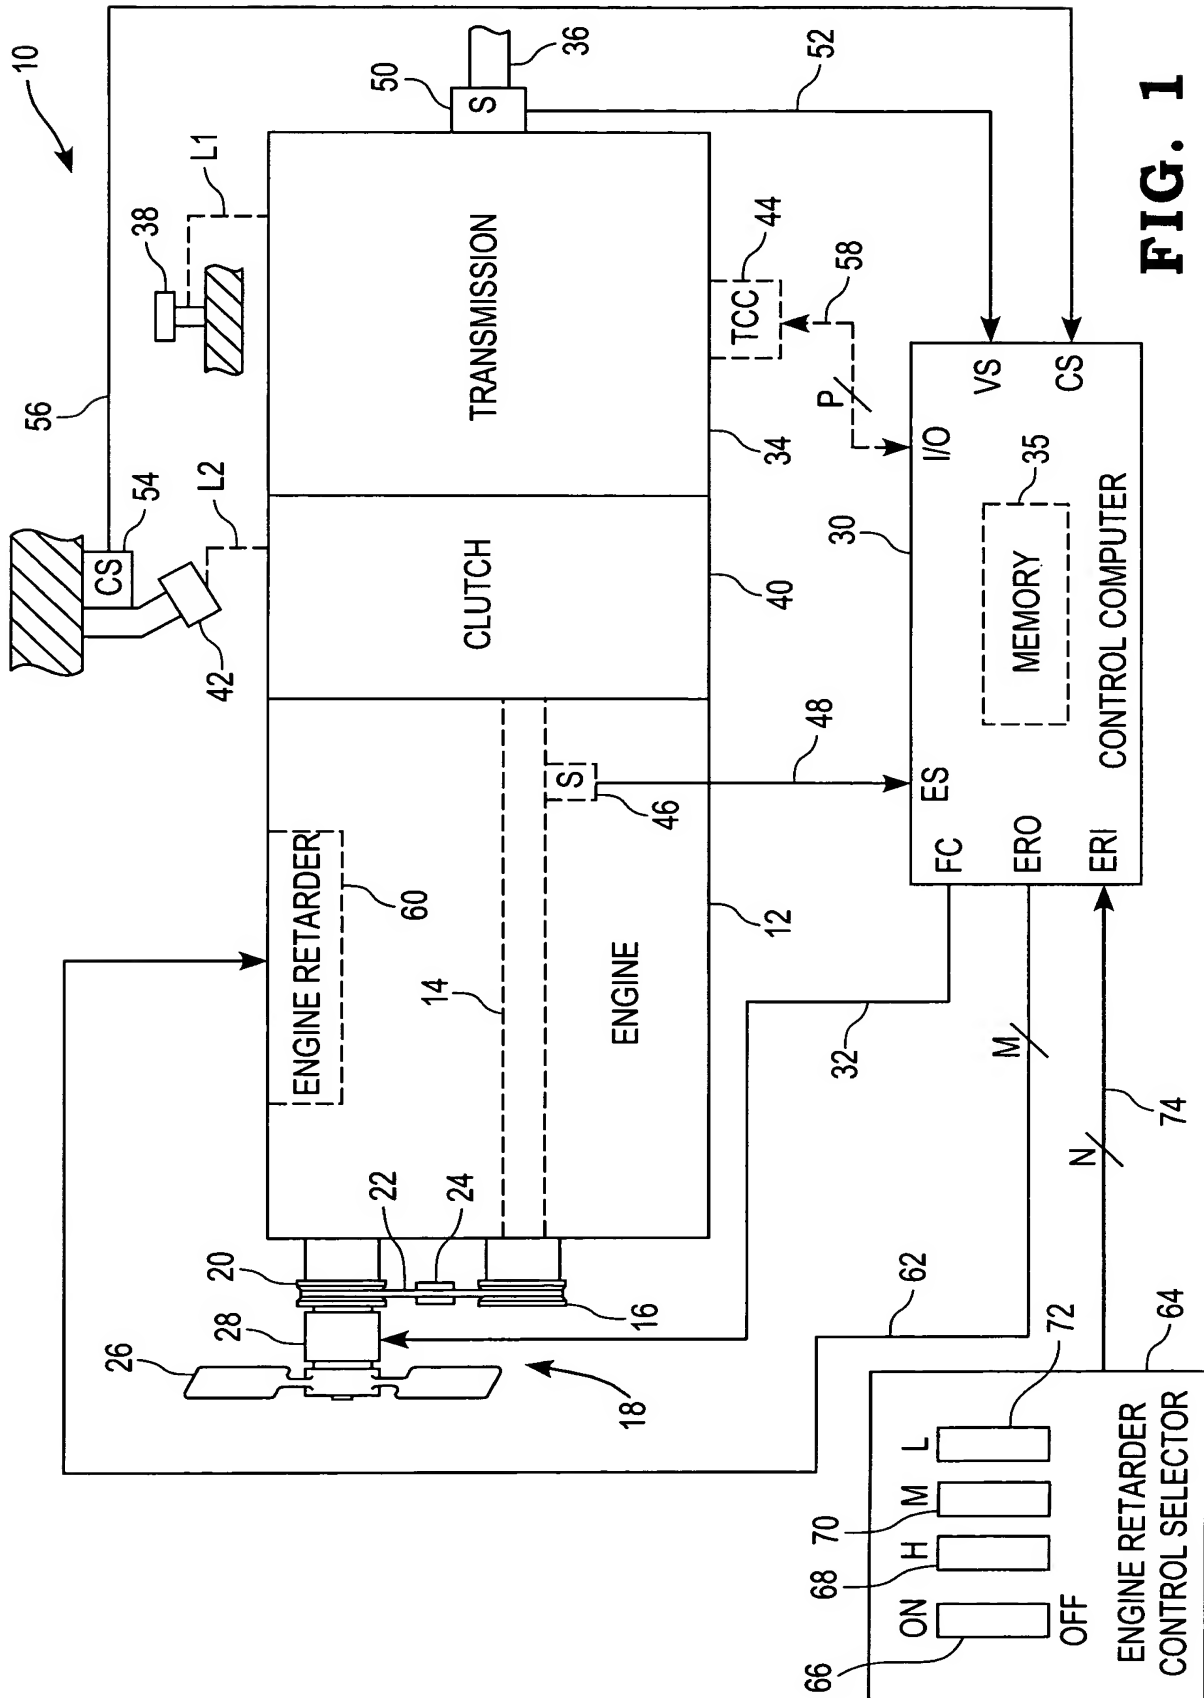 10
56
54
CS
42
L2
38
L1
50
S
36
52
TRANSMISSION
34
CLUTCH
40
TCC
44
58
P
ENGINE RETARDER
60
14
S
46
48
ENGINE
12
20
22
24
16
28
26
18
32
M
62
N
74
30
I/O
VS
CS
ES
FC
ERO
ERI
35
MEMORY
CONTROL COMPUTER
64
72
L
M
70
H
68
ON
66
OFF
ENGINE RETARDER
CONTROL SELECTOR
FIG. 1